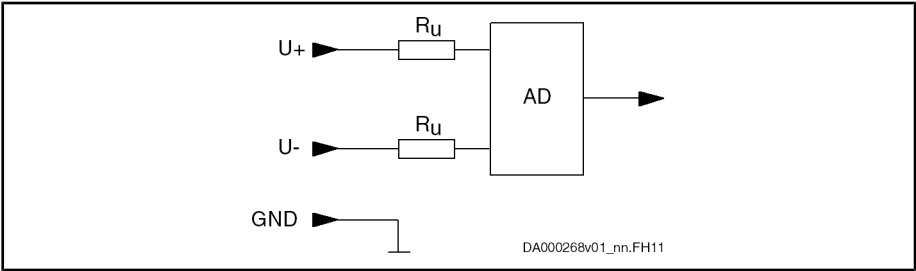 Ru
U+
AD
Ru
U-
GND
DA000268v01_nn.FH11